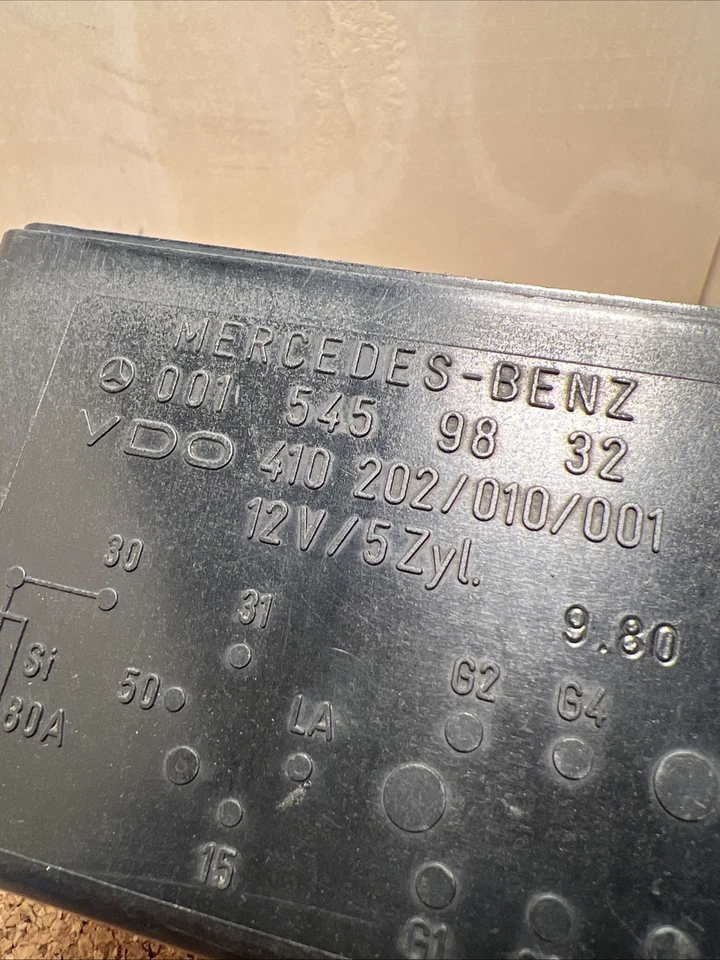 MERCEDES-BENZ
001 545 98 32
VDO 410 202/010/001
12V/5Zyl.
9.80
30
31
Si
80A
50
LA
G2
G4
15
G1